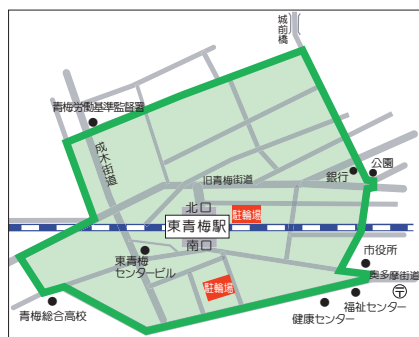 城前橋
青梅労働基準監督署
成木街道
公園
銀行
旧青梅街道
北口
駐輪場
東青梅駅
南口
市役所
東青梅
センタービル
奥多摩街道
駐輪場
〒
福祉センター
健康センター
青梅総合高校